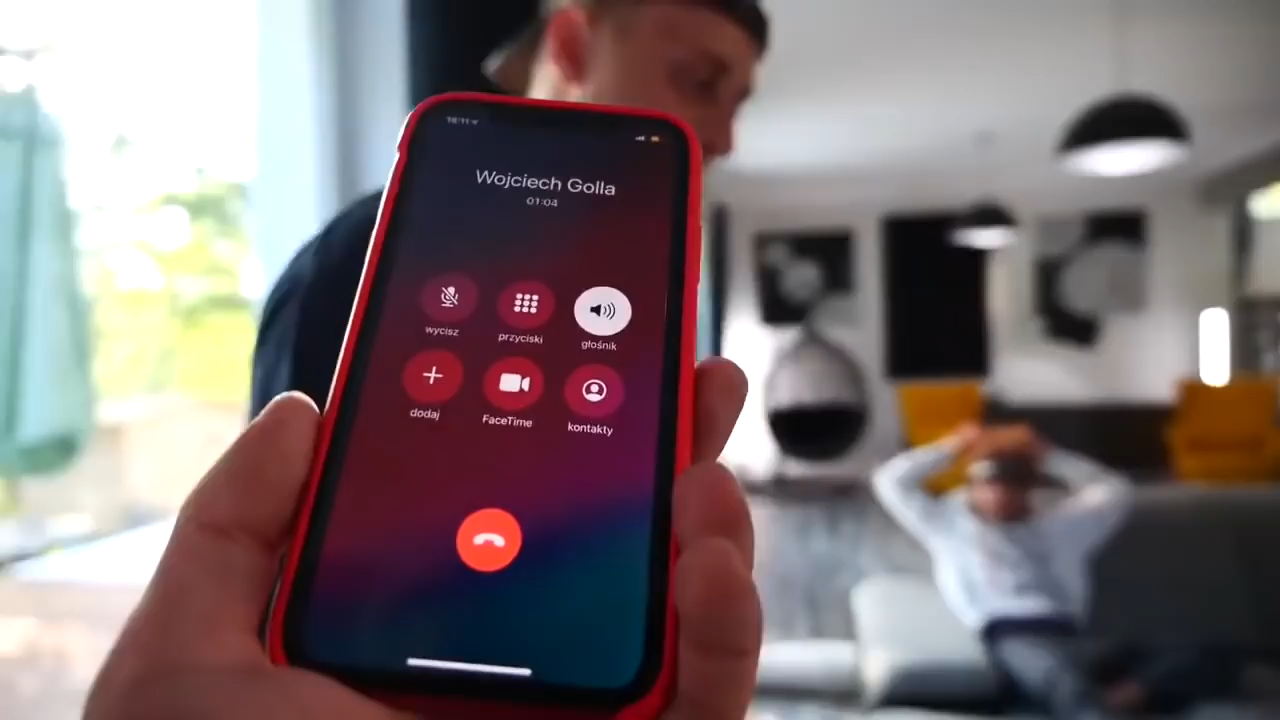 Wojciech Golla
01:04
wycisz
przyciski
głośnik
dodaj
FaceTime
kontakty